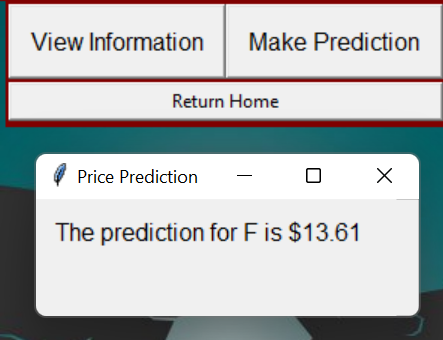 View Information
Make Prediction
Return Home
Price Prediction
The prediction for F is $13.61